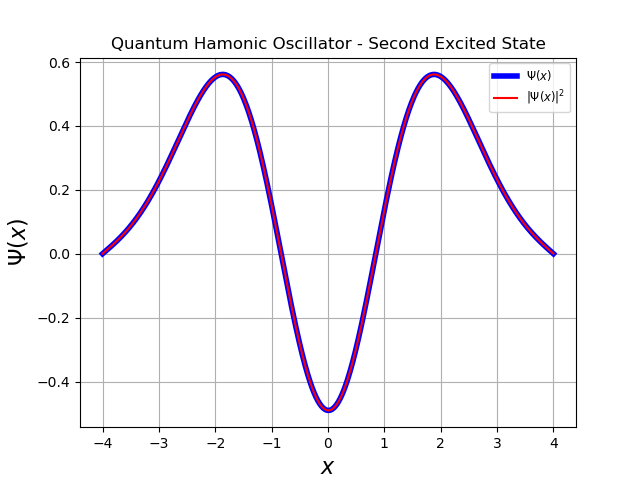 Quantum Hamonic Oscillator - Second Excited State
Ψ(x)
|Ψ(x)|²
0.6
0.4
0.2
0.0
−0.2
−0.4
Ψ(x)
−4 −3 −2 −1 0 1 2 3 4
x